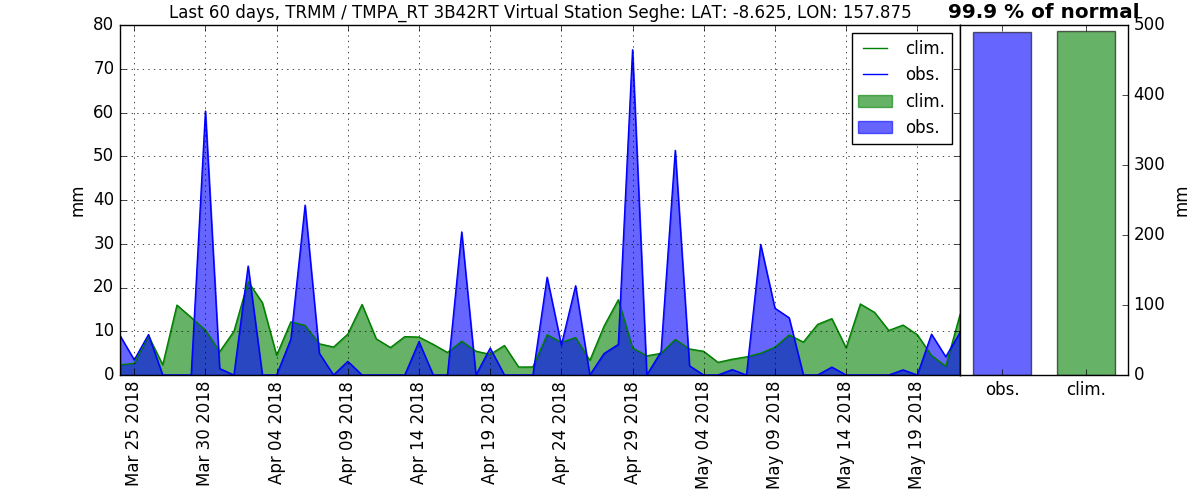 Last 60 days, TRMM / TMPA_RT 3B42RT Virtual Station Seghe: LAT: -8.625, LON: 157.875
99.9 % of normal
80
70
60
50
40
30
20
10
0
mm
clim.
obs.
clim.
obs.
500
400
300
200
100
0
mm
Mar 25 2018
Mar 30 2018
Apr 04 2018
Apr 09 2018
Apr 14 2018
Apr 19 2018
Apr 24 2018
Apr 29 2018
May 04 2018
May 09 2018
May 14 2018
May 19 2018
obs.
clim.